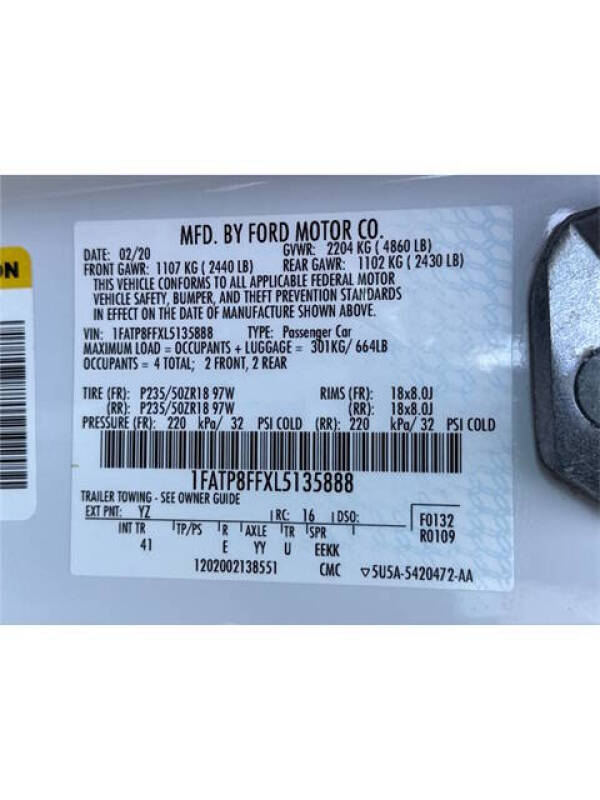 MFD. BY FORD MOTOR CO.
DATE: 02/20 GVWR: 2204 KG ( 4860 LB)
FRONT GAWR: 1107 KG ( 2440 LB) REAR GAWR: 1102 KG ( 2430 LB)
THIS VEHICLE CONFORMS TO ALL APPLICABLE FEDERAL MOTOR
VEHICLE SAFETY, BUMPER, AND THEFT PREVENTION STANDARDS
IN EFFECT ON THE DATE OF MANUFACTURE SHOWN ABOVE.
VIN: 1FATP8FFXL5135888 TYPE: Passenger Car
MAXIMUM LOAD = OCCUPANTS + LUGGAGE = 301KG/ 664LB
OCCUPANTS = 4 TOTAL; 2 FRONT, 2 REAR
TIRE (FR): P235/50ZR18 97W RIMS (FR): 18x8.0J
(RR): P235/50ZR18 97W (RR): 18x8.0J
PRESSURE (FR): 220 kPa/ 32 PSI COLD (RR): 220 kPa/ 32 PSI COLD
1FATP8FFXL5135888
TRAILER TOWING - SEE OWNER GUIDE
EXT PNT: YZ RC: 16 DSO: F0132
INT TR TP/PS R AXLE TR SPR R0109
41 E YY U EEKK
1202002138551 CMC ▽5U5A-5420472-AA
ON